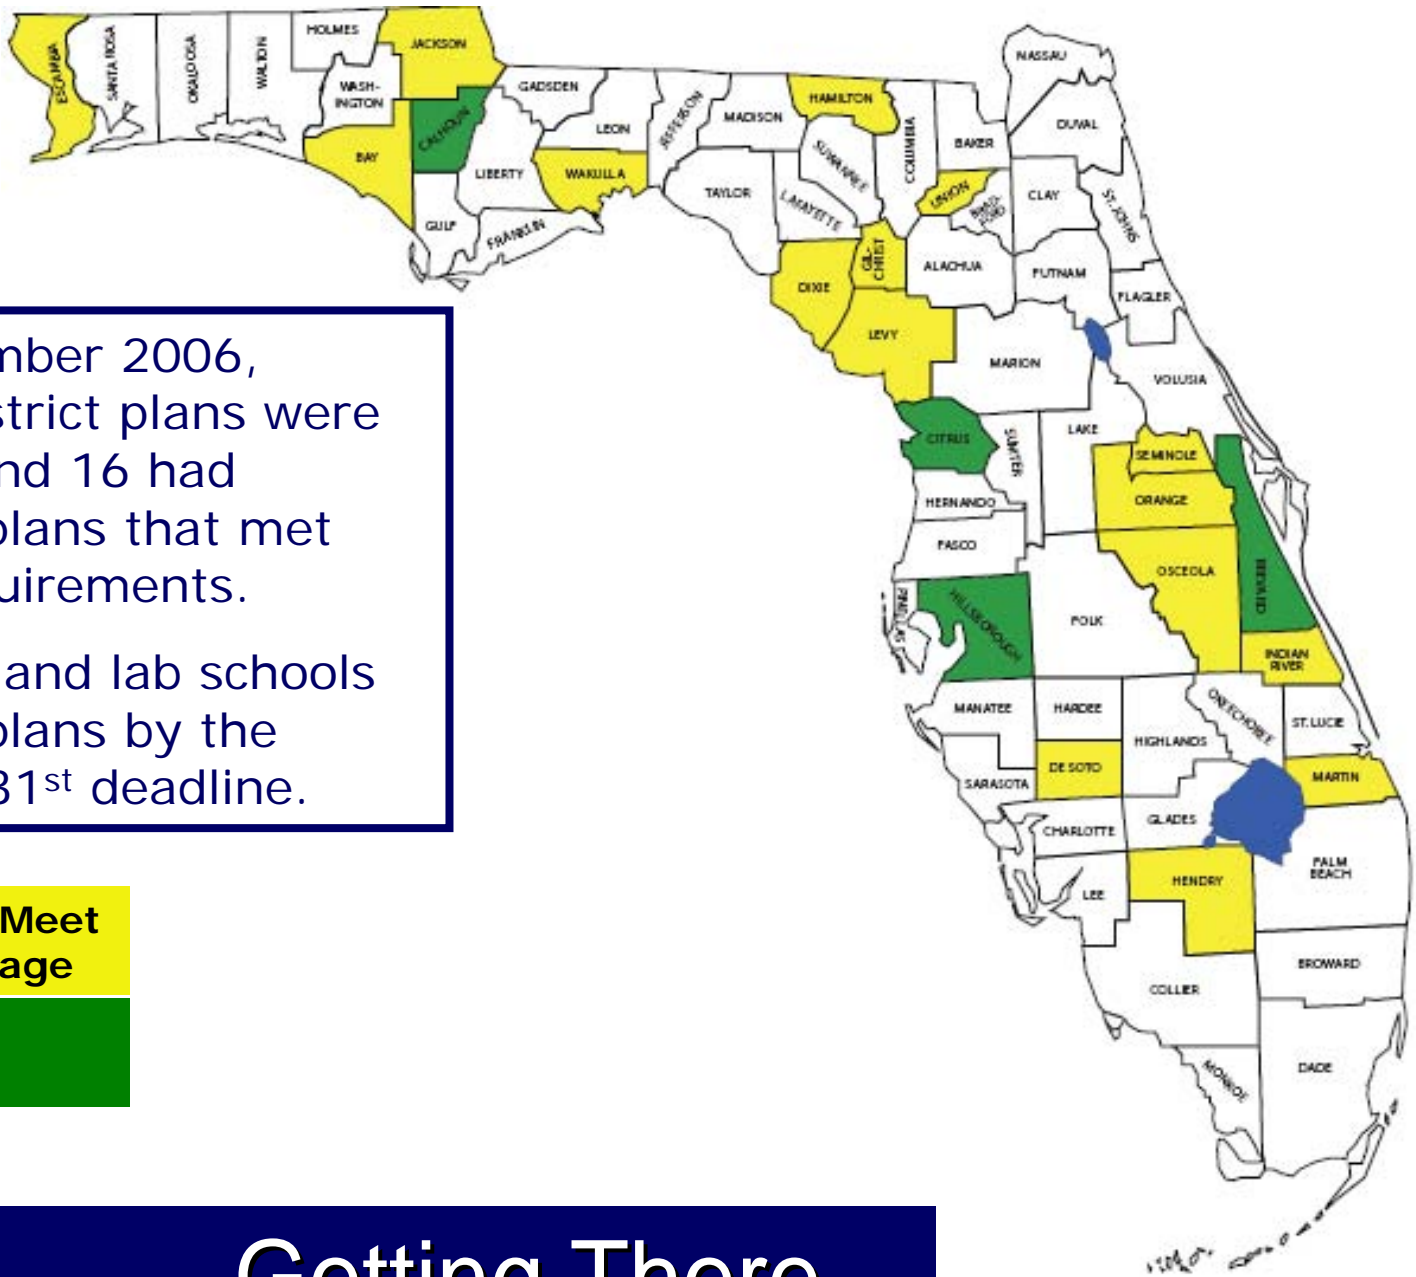 HOLMES
JACKSON
ESCAMBIA
SANTA ROSA
OKALOOSA
WALTON
WASH-
INGTON
BAY
CALHOUN
GULF
GADSDEN
LIBERTY
FRANKLIN
LEON
WAKULLA
JEFFERSON
MADISON
TAYLOR
HAMILTON
SUWANNEE
LAFAYETTE
COLUMBIA
BAKER
NASSAU
DUVAL
UNION
BRAD-
FORD
CLAY
ST. JOHNS
DIXIE
GIL-
CHRIST
ALACHUA
PUTNAM
FLAGLER
LEVY
MARION
VOLUSIA
CITRUS
SUMTER
LAKE
SEMINOLE
ORANGE
HERNANDO
PASCO
OSCEOLA
BREVARD
PINELLAS
HILLSBOROUGH
POLK
INDIAN
RIVER
MANATEE
HARDEE
HIGHLANDS
OKEECHOBEE
ST. LUCIE
SARASOTA
DE SOTO
MARTIN
CHARLOTTE
GLADES
LEE
HENDRY
PALM
BEACH
COLLIER
BROWARD
MONROE
DADE
mber 2006,
strict plans were
nd 16 had
plans that met
uirements.
and lab schools
plans by the
31st deadline.
Meet
age
Getting There